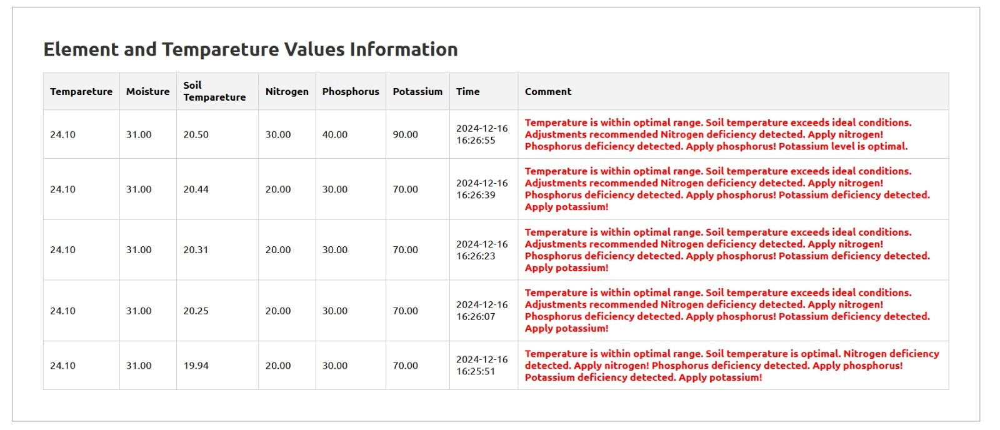 Element and Tempareture Values Information
Tempareture Moisture Soil Tempareture Nitrogen Phosphorus Potassium Time Comment
24.10 31.00 20.50 30.00 40.00 90.00 2024-12-16 16:26:55
Temperature is within optimal range. Soil temperature exceeds ideal conditions.
Adjustments recommended Nitrogen deficiency detected. Apply nitrogen!
Phosphorus deficiency detected. Apply phosphorus! Potassium level is optimal.
24.10 31.00 20.44 20.00 30.00 70.00 2024-12-16 16:26:39
Temperature is within optimal range. Soil temperature exceeds ideal conditions.
Adjustments recommended Nitrogen deficiency detected. Apply nitrogen!
Phosphorus deficiency detected. Apply phosphorus! Potassium deficiency detected.
Apply potassium!
24.10 31.00 20.31 20.00 30.00 70.00 2024-12-16 16:26:23
Temperature is within optimal range. Soil temperature exceeds ideal conditions.
Adjustments recommended Nitrogen deficiency detected. Apply nitrogen!
Phosphorus deficiency detected. Apply phosphorus! Potassium deficiency detected.
Apply potassium!
24.10 31.00 20.25 20.00 30.00 70.00 2024-12-16 16:26:07
Temperature is within optimal range. Soil temperature exceeds ideal conditions.
Adjustments recommended Nitrogen deficiency detected. Apply nitrogen!
Phosphorus deficiency detected. Apply phosphorus! Potassium deficiency detected.
Apply potassium!
24.10 31.00 19.94 20.00 30.00 70.00 2024-12-16 16:25:51
Temperature is within optimal range. Soil temperature is optimal. Nitrogen deficiency
detected. Apply nitrogen! Phosphorus deficiency detected. Apply phosphorus!
Potassium deficiency detected. Apply potassium!